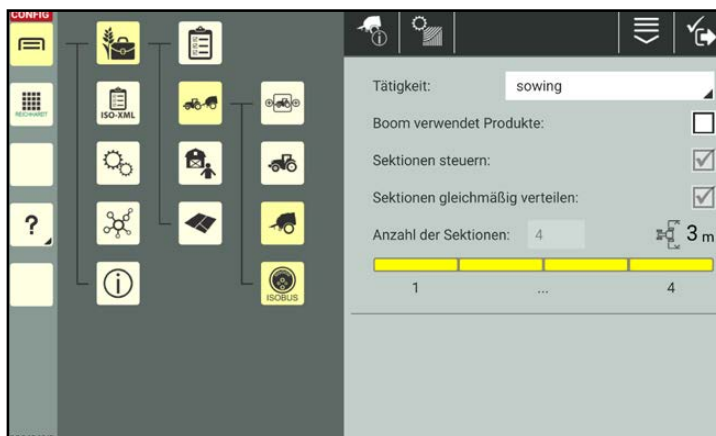 CONFIG
REICHHARDT
ISO-XML
?
ISOBUS
Tätigkeit: sowing
Boom verwendet Produkte:
Sektionen steuern:
Sektionen gleichmäßig verteilen:
Anzahl der Sektionen: 4 3 m
1 ... 4